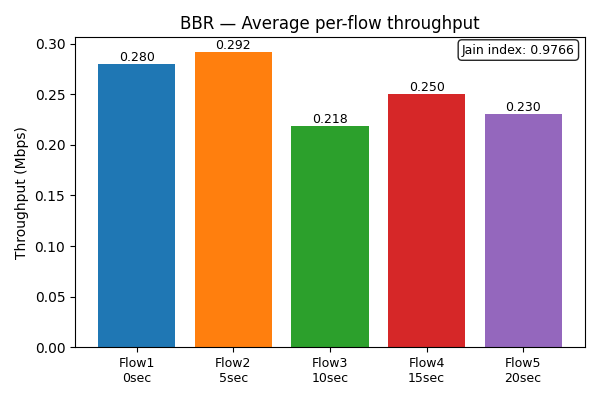 BBR — Average per-flow throughput
Jain index: 0.9766
Throughput (Mbps)
0.30
0.25
0.20
0.15
0.10
0.05
0.00
0.280
0.292
0.218
0.250
0.230
Flow1
0sec
Flow2
5sec
Flow3
10sec
Flow4
15sec
Flow5
20sec